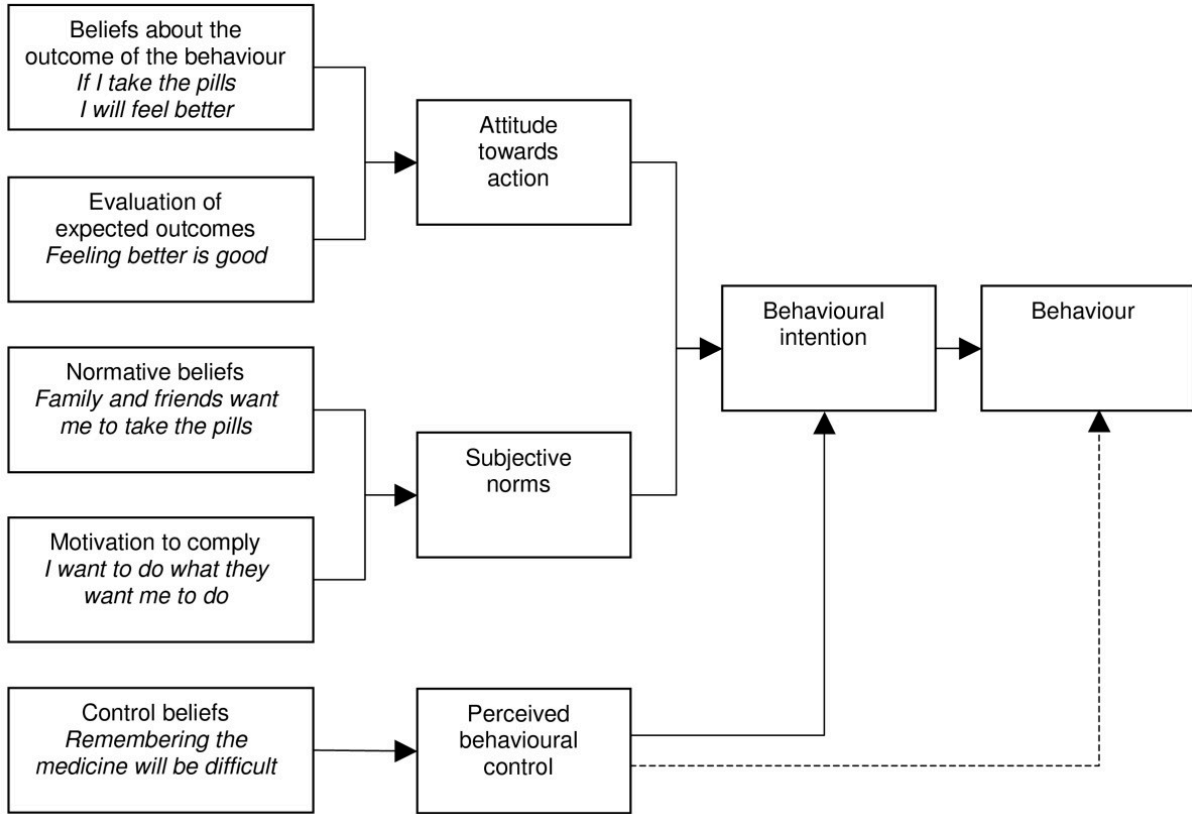 Beliefs about the
outcome of the behaviour
If I take the pills
I will feel better
Evaluation of
expected outcomes
Feeling better is good
Normative beliefs
Family and friends want
me to take the pills
Motivation to comply
I want to do what they
want me to do
Control beliefs
Remembering the
medicine will be difficult
Attitude
towards
action
Subjective
norms
Perceived
behavioural
control
Behavioural
intention
Behaviour